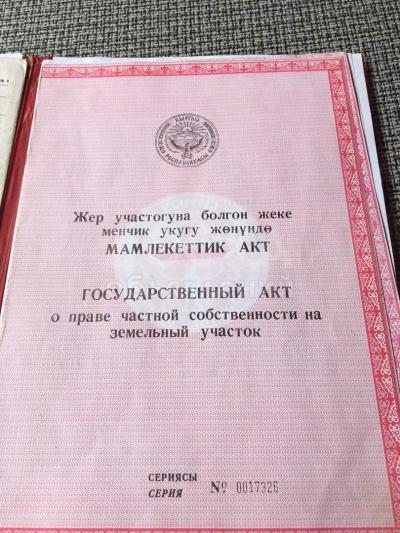 Жер участогуна болгон жеке
менчик укугу жөнүндө
МАМЛЕКЕТТИК АКТ
ГОСУДАРСТВЕННЫЙ АКТ
о праве частной собственности на
земельный участок
СЕРИЯСЫ
СЕРИЯ № 0017326